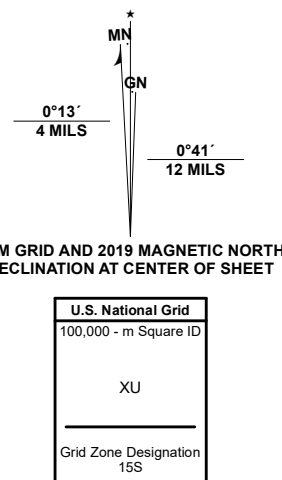 ★
MN
GN
0°13´
4 MILS
0°41´
12 MILS
M GRID AND 2019 MAGNETIC NORTH
ECLINATION AT CENTER OF SHEET
U.S. National Grid
100,000 - m Square ID
XU
Grid Zone Designation
15S